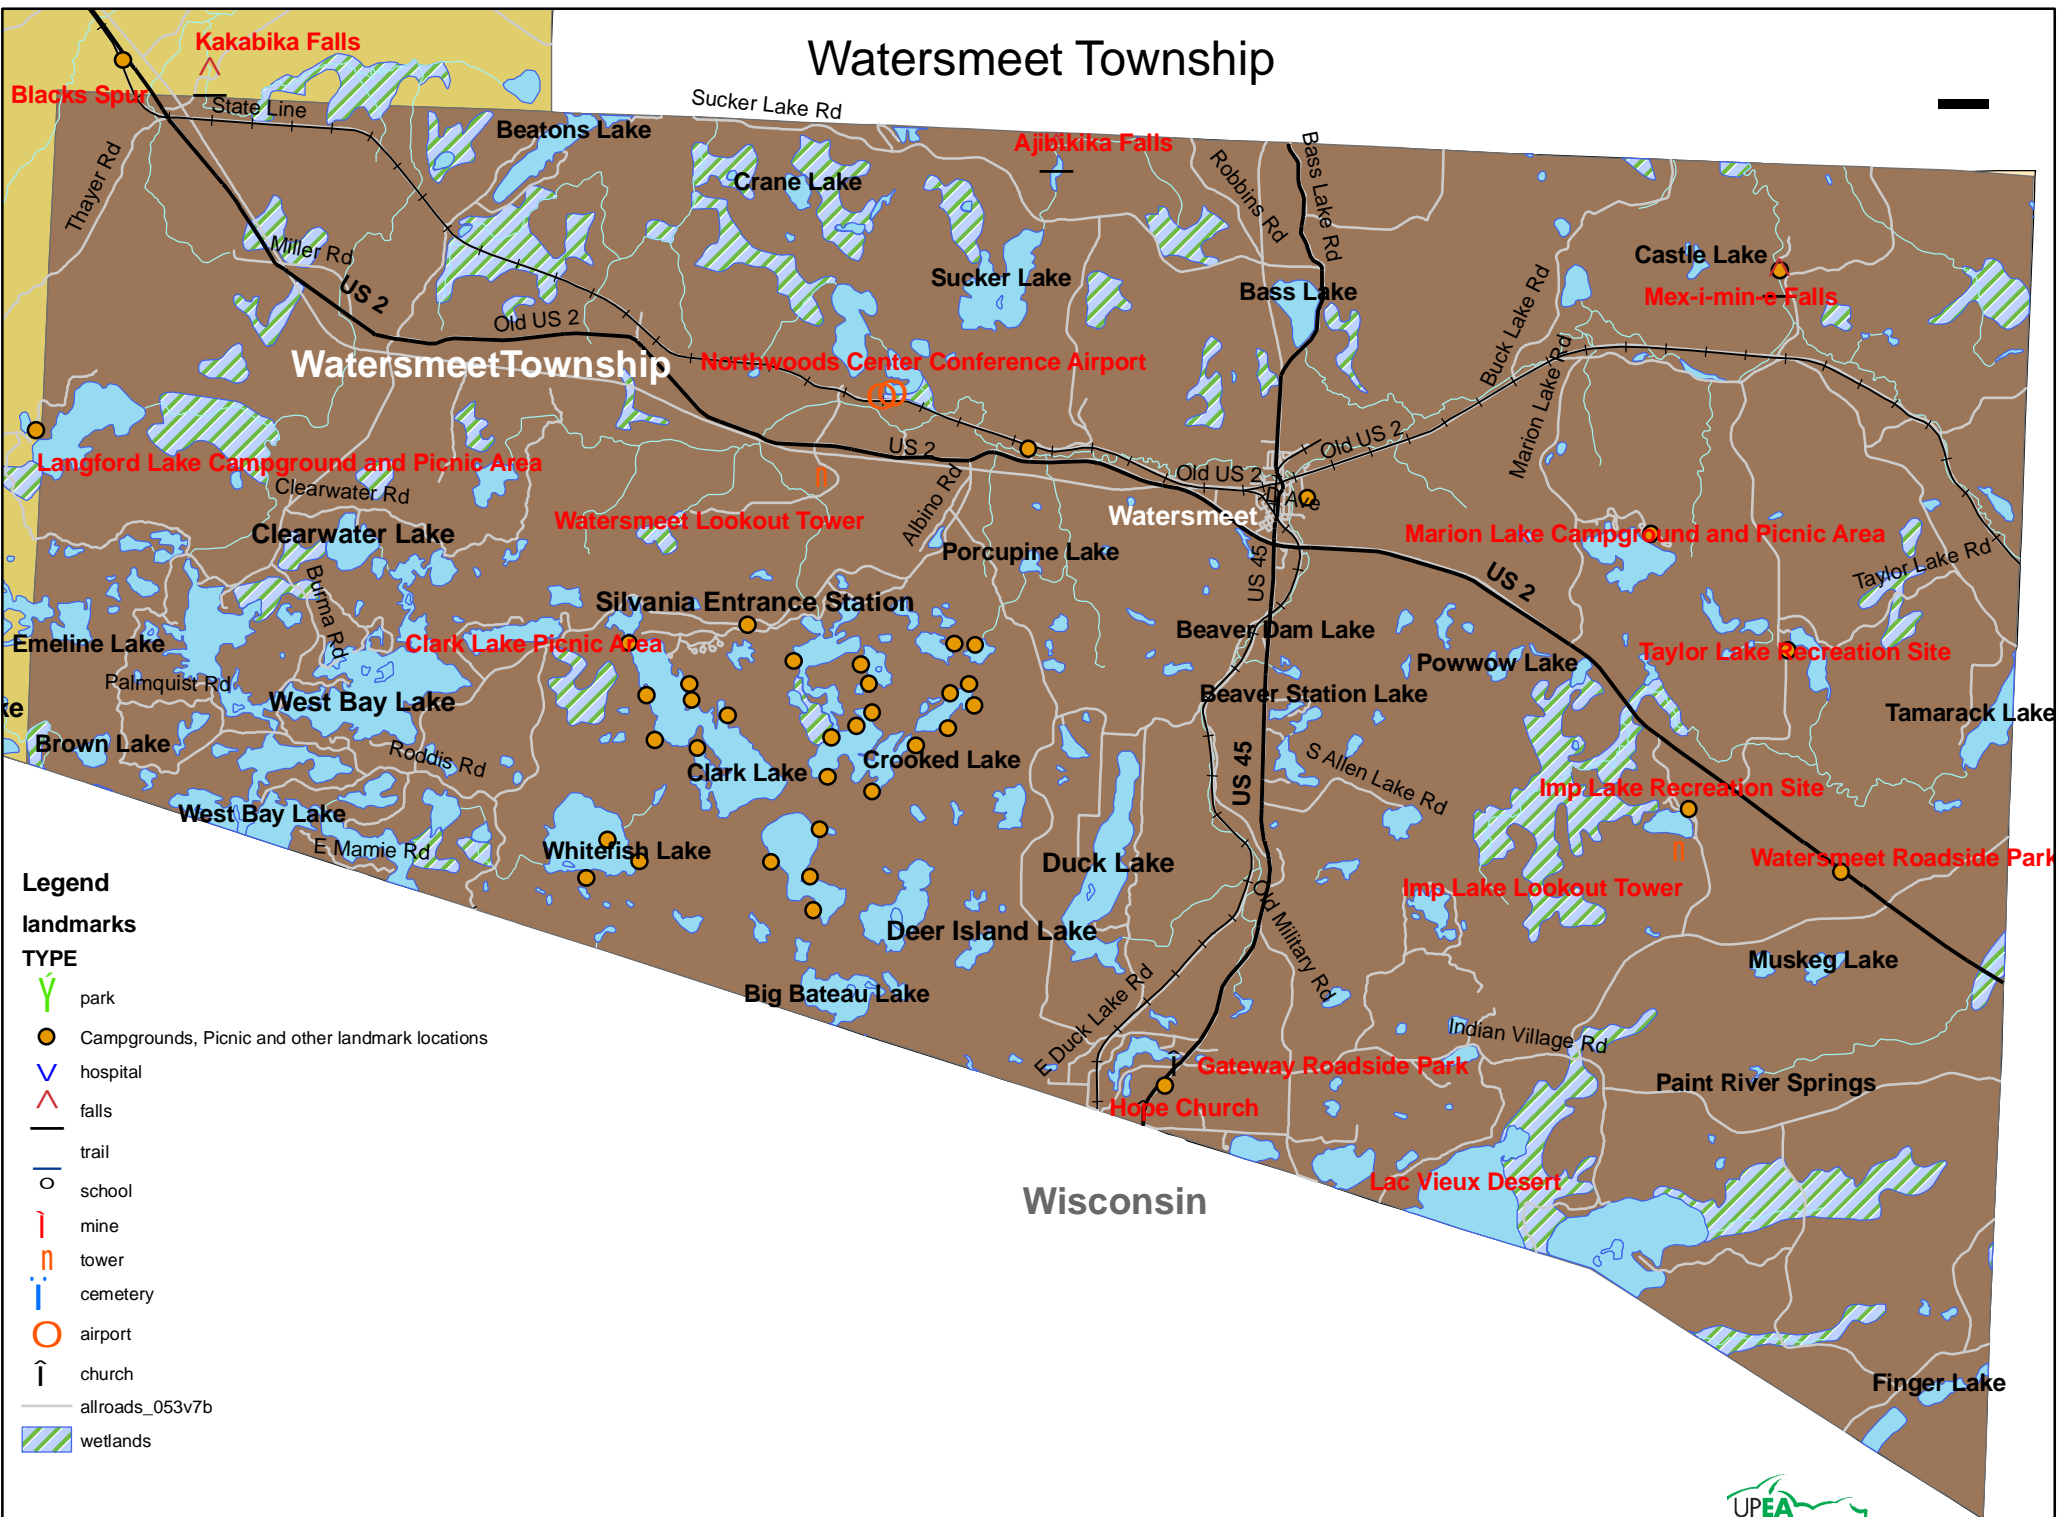 Watersmeet Township
Kakabika Falls
Blacks Spur
State Line
Sucker Lake Rd
Beatons Lake
Ajibikika Falls
Bass Lake Rd
Robbins Rd
Thayer Rd
Crane Lake
Miller Rd
US 2
Sucker Lake
Bass Lake
Castle Lake
Mex-i-min-e Falls
Buck Lake Rd
Old US 2
WatersmeetTownship
Northwoods Center Conference Airport
Marion Lake Rd
Langford Lake Campground and Picnic Area
US 2
Old US 2
Old US 2
Clearwater Rd
Albino Rd
D Ave
Watersmeet Lookout Tower
Watersmeet
Clearwater Lake
Marion Lake Campground and Picnic Area
Porcupine Lake
US 45
US 2
Taylor Lake Rd
Burma Rd
Silvania Entrance Station
Emeline Lake
Clark Lake Picnic Area
Beaver Dam Lake
Powwow Lake
Taylor Lake Recreation Site
Palmquist Rd
West Bay Lake
Beaver Station Lake
ke
Tamarack Lake
Brown Lake
Roddis Rd
Clark Lake
Crooked Lake
US 45
S Allen Lake Rd
Imp Lake Recreation Site
West Bay Lake
E Mamie Rd
Whitefish Lake
Duck Lake
Watersmeet Roadside Park
Imp Lake Lookout Tower
Old Military Rd
Deer Island Lake
Muskeg Lake
Big Bateau Lake
E Duck Lake Rd
Indian Village Rd
Gateway Roadside Park
Paint River Springs
Hope Church
Lac Vieux Desert
Wisconsin
Finger Lake
Legend
landmarks
TYPE
park
Campgrounds, Picnic and other landmark locations
hospital
falls
trail
school
mine
tower
cemetery
airport
church
allroads_053v7b
wetlands
UPEA